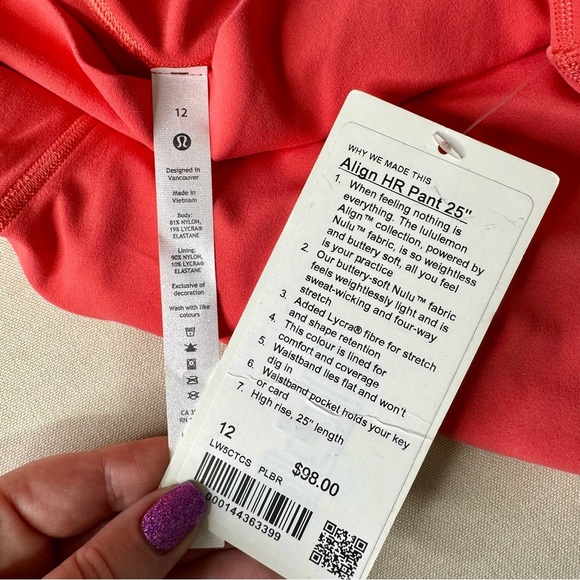 12
Designed in
Vancouver
Made in
Vietnam
Body:
81% NYLON,
19% LYCRA®
ELASTANE
Lining:
90% NYLON,
10% LYCRA®
ELASTANE
Exclusive of
decoration
Wash with like
colours
CA
RN
WHY WE MADE THIS
Align HR Pant 25"
1. When feeling nothing is
everything. The lululemon
Align™ collection, powered by
Nulu™ fabric, is so weightless
and buttery soft, all you feel
is your practice
2. Our buttery-soft Nulu™ fabric
feels weightlessly light and is
sweat-wicking and four-way
stretch
3. Added Lycra® fibre for stretch
and shape retention
4. This colour is lined for
comfort and coverage
5. Waistband lies flat and won't
dig in
6. Waistband pocket holds your key
or card
7. High rise, 25" length
12
LW5CTCS PLBR
$98.00
000144363399